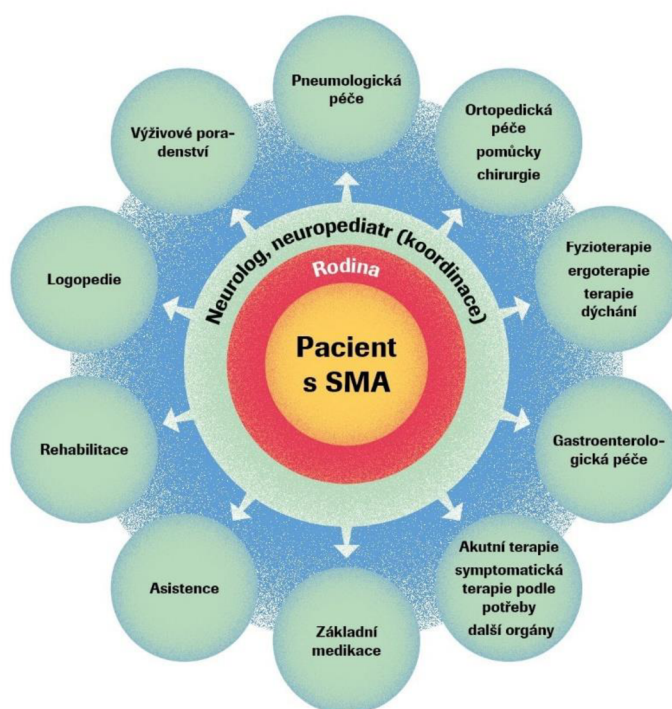 Pneumologická
péče
Ortopedická
péče
pomůcky
chirurgie
Fyzioterapie
ergoterapie
terapie
dýchání
Gastroenterolo-
gická péče
Akutní terapie
symptomatická
terapie podle
potřeby
další orgány
Základní
medikace
Asistence
Rehabilitace
Logopedie
Výživové pora-
denství
Neurolog, neuropediatr (koordinace)
Rodina
Pacient
s SMA